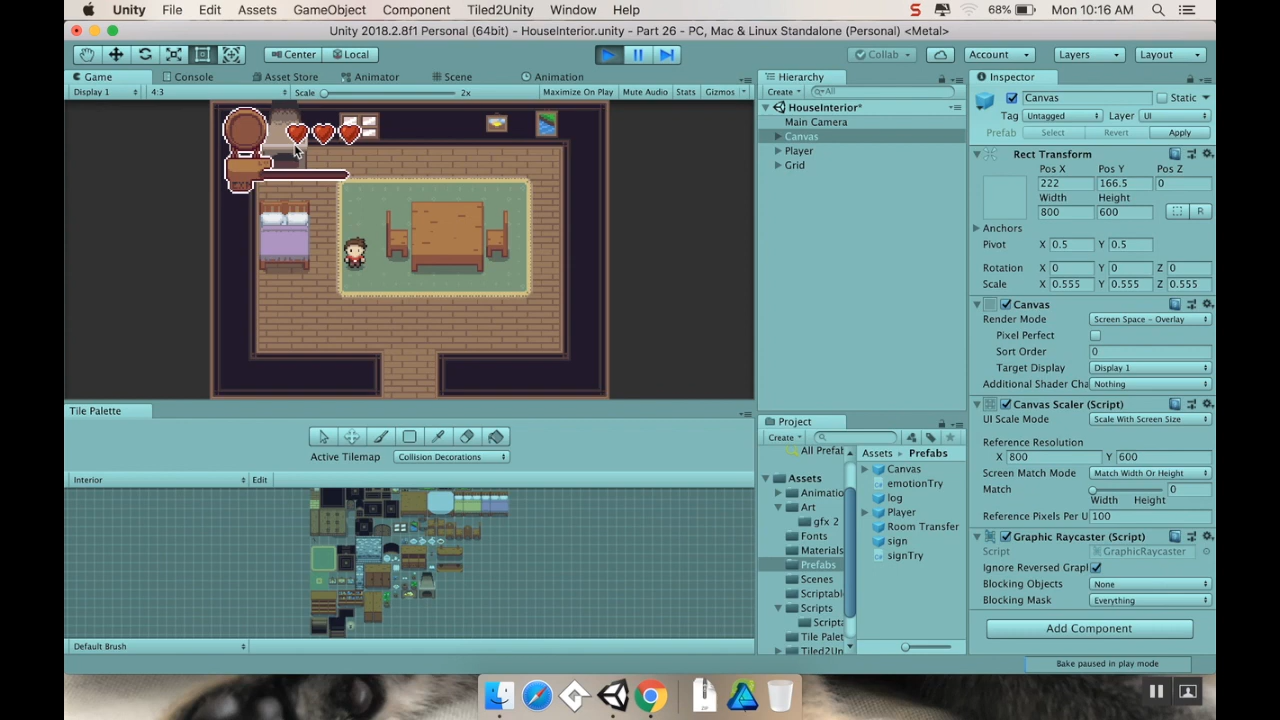 Unity File Edit Assets GameObject Component Tiled2Unity Window Help 68% Mon 10:16 AM
Unity 2018.2.8f1 Personal (64bit) - HouseInterior.unity - Part 26 - PC, Mac & Linux Standalone (Personal) <Metal>
Center Local Collab Account Layers Layout
Game Console Asset Store Animator Scene Animation Hierarchy Inspector
Display 1 4:3 Scale 2x Maximize On Play Mute Audio Stats Gizmos Create All Canvas Static
HouseInterior* Tag Untagged Layer UI
Main Camera Prefab Select Revert Apply
Canvas
Player
Grid
Rect Transform
Pos X Pos Y Pos Z
222 166.5 0
Width Height
800 600 R
Anchors
Pivot X 0.5 Y 0.5
Rotation X 0 Y 0 Z 0
Scale X 0.555 Y 0.555 Z 0.555
Canvas
Render Mode Screen Space - Overlay
Pixel Perfect
Sort Order 0
Target Display Display 1
Additional Shader Cha Nothing
Canvas Scaler (Script)
UI Scale Mode Scale With Screen Size
Reference Resolution
X 800 Y 600
Screen Match Mode Match Width Or Height
Match 0
Width Height
Reference Pixels Per U 100
Graphic Raycaster (Script)
Script GraphicRaycaster
Ignore Reversed Graph
Blocking Objects None
Blocking Mask Everything
Add Component
Bake paused in play mode
Tile Palette
Active Tilemap Collision Decorations
Interior Edit
Default Brush
Project
Create
All Prefab
Assets
Animatio
Art
gfx 2
Fonts
Materials
Prefabs
Scenes
Scriptabl
Scripts
Scripta
Tile Palet
Tiled2Uni
Assets Prefabs
Canvas
emotionTry
log
Player
Room Transfer
sign
signTry